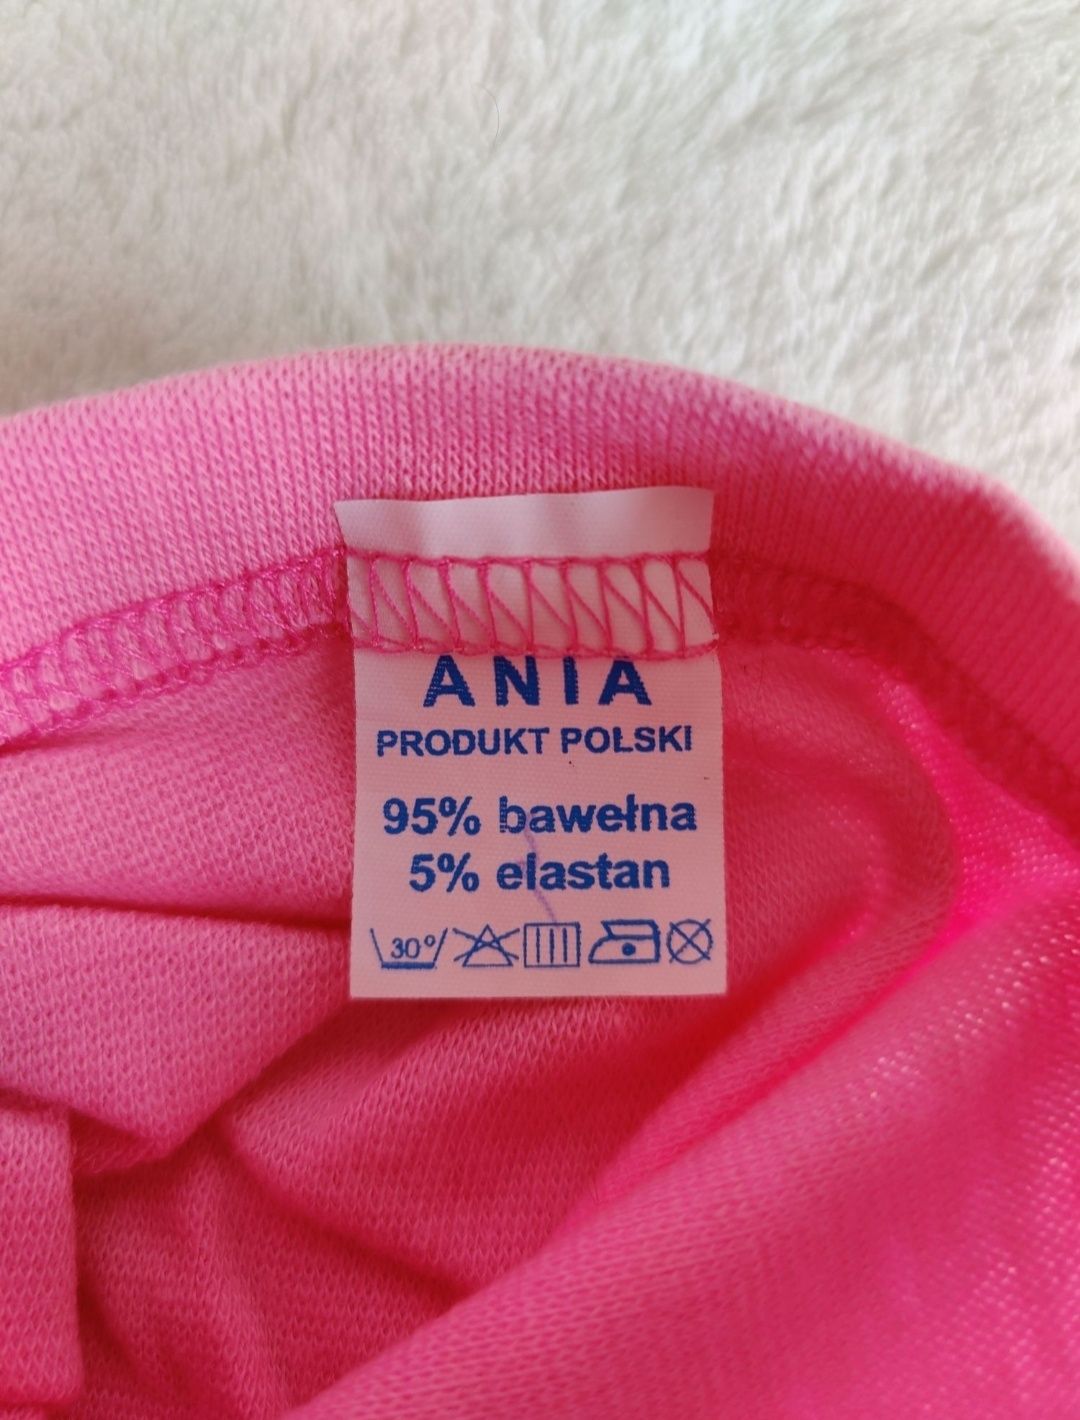 ANIA
PRODUKT POLSKI
95% bawełna
5% elastan
30°